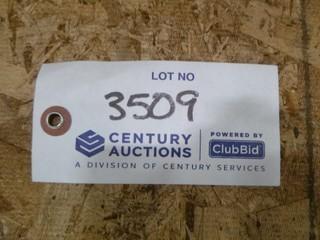 LOT NO
3509
CENTURY AUCTIONS
POWERED BY
ClubBid
A DIVISION OF CENTURY SERVICES